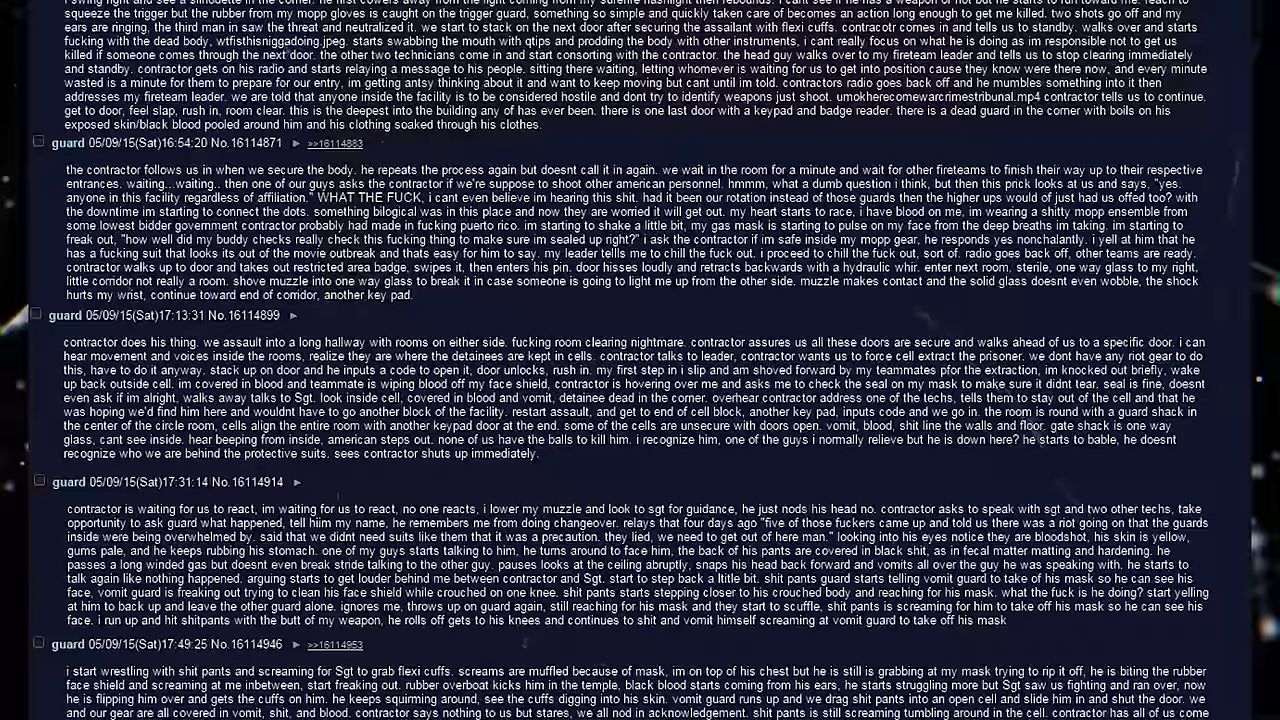 i swing right and see a silhouette in the corner. he first cowers away from the light coming from my surefire flashlight then rebounds. i cant see if he has a weapon or not but he starts to run toward me. reach to
squeeze the trigger but the rubber from my mopp gloves is caught on the trigger guard, something so simple and quickly taken care of becomes an action long enough to get me killed. two shots go off and my
ears are ringing, the third man in saw the threat and neutralized it. we start to stack on the next door after securing the assailant with flexi cuffs. contracotr comes in and tells us to standby. walks over and starts
fucking with the dead body, wtfisthisniggadoing.jpeg. starts swabbing the mouth with qtips and prodding the body with other instruments, i cant really focus on what he is doing as im responsible not to get us
killed if someone comes through the next door. the other two technicians come in and start consorting with the contractor. the head guy walks over to my fireteam leader and tells us to stop clearing immediately
and standby. contractor gets on his radio and starts relaying a message to his people. sitting there waiting, letting whomever is waiting for us to get into position cause they know were there now, and every minute
wasted is a minute for them to prepare for our entry, im getting antsy thinking about it and want to keep moving but cant until im told. contractors radio goes back off and he mumbles something into it then
addresses my fireteam leader. we are told that anyone inside the facility is to be considered hostile and dont try to identify weapons just shoot. umokherecomewarcrimestribunal.mp4 contractor tells us to continue.
get to door, feel slap, rush in, room clear. this is the deepest into the building any of has ever been. there is one last door with a keypad and badge reader. there is a dead guard in the corner with boils on his
exposed skin/black blood pooled around him and his clothing soaked through his clothes.
guard 05/09/15(Sat)16:54:20 No.16114871 ► >>16114883
the contractor follows us in when we secure the body. he repeats the process again but doesnt call it in again. we wait in the room for a minute and wait for other fireteams to finish their way up to their respective
entrances. waiting...waiting.. then one of our guys asks the contractor if we're suppose to shoot other american personnel. hmmm, what a dumb question i think, but then this prick looks at us and says, "yes.
anyone in this facility regardless of affiliation." WHAT THE FUCK, i cant even believe im hearing this shit. had it been our rotation instead of those guards then the higher ups would of just had us offed too? with
the downtime im starting to connect the dots. something bilogical was in this place and now they are worried it will get out. my heart starts to race, i have blood on me, im wearing a shitty mopp ensemble from
some lowest bidder government contractor probably had made in fucking puerto rico. im starting to shake a little bit, my gas mask is starting to pulse on my face from the deep breaths im taking. im starting to
freak out, "how well did my buddy checks really check this fucking thing to make sure im sealed up right?" i ask the contractor if im safe inside my mopp gear, he responds yes nonchalantly. i yell at him that he
has a fucking suit that looks its out of the movie outbreak and thats easy for him to say. my leader tells me to chill the fuck out. i proceed to chill the fuck out, sort of. radio goes back off, other teams are ready.
contractor walks up to door and takes out restricted area badge, swipes it, then enters his pin. door hisses loudly and retracts backwards with a hydraulic whir. enter next room, sterile, one way glass to my right,
little corridor not really a room. shove muzzle into one way glass to break it in case someone is going to light me up from the other side. muzzle makes contact and the solid glass doesnt even wobble, the shock
hurts my wrist, continue toward end of corridor, another key pad.
guard 05/09/15(Sat)17:13:31 No.16114899 ►
contractor does his thing. we assault into a long hallway with rooms on either side. fucking room clearing nightmare. contractor assures us all these doors are secure and walks ahead of us to a specific door. i can
hear movement and voices inside the rooms, realize they are where the detainees are kept in cells. contractor talks to leader, contractor wants us to force cell extract the prisoner. we dont have any riot gear to do
this, have to do it anyway. stack up on door and he inputs a code to open it, door unlocks, rush in. my first step in i slip and am shoved forward by my teammates pfor the extraction, im knocked out briefly, wake
up back outside cell. im covered in blood and teammate is wiping blood off my face shield, contractor is hovering over me and asks me to check the seal on my mask to make sure it didnt tear. seal is fine, doesnt
even ask if im alright, walks away talks to Sgt. look inside cell, covered in blood and vomit, detainee dead in the corner. overhear contractor address one of the techs, tells them to stay out of the cell and that he
was hoping we'd find him here and wouldnt have to go another block of the facility. restart assault, and get to end of cell block, another key pad, inputs code and we go in. the room is round with a guard shack in
the center of the circle room, cells align the entire room with another keypad door at the end. some of the cells are unsecure with doors open. vomit, blood, shit line the walls and floor. gate shack is one way
glass, cant see inside. hear beeping from inside, american steps out. none of us have the balls to kill him. i recognize him, one of the guys i normally relieve but he is down here? he starts to bable, he doesnt
recognize who we are behind the protective suits. sees contractor shuts up immediately.
guard 05/09/15(Sat)17:31:14 No.16114914 ►
contractor is waiting for us to react, im waiting for us to react, no one reacts, i lower my muzzle and look to sgt for guidance, he just nods his head no. contractor asks to speak with sgt and two other techs, take
opportunity to ask guard what happened, tell hiim my name, he remembers me from doing changeover. relays that four days ago "five of those fuckers came up and told us there was a riot going on that the guards
inside were being overwhelmed by. said that we didnt need suits like them that it was a precaution. they lied, we need to get out of here man." looking into his eyes notice they are bloodshot, his skin is yellow,
gums pale, and he keeps rubbing his stomach. one of my guys starts talking to him, he turns around to face him, the back of his pants are covered in black shit, as in fecal matter matting and hardening. he
passes a long winded gas but doesnt even break stride talking to the other guy. pauses looks at the ceiling abruptly, snaps his head back forward and vomits all over the guy he was speaking with. he starts to
talk again like nothing happened. arguing starts to get louder behind me between contractor and Sgt. start to step back a lttle bit. shit pants guard starts telling vomit guard to take of his mask so he can see his
face, vomit guard is freaking out trying to clean his face shield while crouched on one knee. shit pants starts stepping closer to his crouched body and reaching for his mask. what the fuck is he doing? start yelling
at him to back up and leave the other guard alone. ignores me, throws up on guard again, still reaching for his mask and they start to scuffle, shit pants is screaming for him to take off his mask so he can see his
face. i run up and hit shitpants with the butt of my weapon, he rolls off gets to his knees and continues to shit and vomit himself screaming at vomit guard to take off his mask
guard 05/09/15(Sat)17:49:25 No.16114946 ► >>16114953
i start wrestling with shit pants and screaming for Sgt to grab flexi cuffs. screams are muffled because of mask, im on top of his chest but he is still is grabbing at my mask trying to rip it off, he is biting the rubber
face shield and screaming at me inbetween, start freaking out. rubber overboat kicks him in the temple, black blood starts coming from his ears, he starts struggling more but Sgt saw us fighting and ran over, now
he is flipping him over and gets the cuffs on him. he keeps squirming around, see the cuffs digging into his skin. vomit guard runs up and we drag shit pants into an open cell and slide him in and shut the door. we
and our gear are all covered in vomit, shit, and blood. contractor says nothing to us but stares, we all nod in acknowledgement. shit pants is still screaming tumbling around in the cell. contractor has all of us come